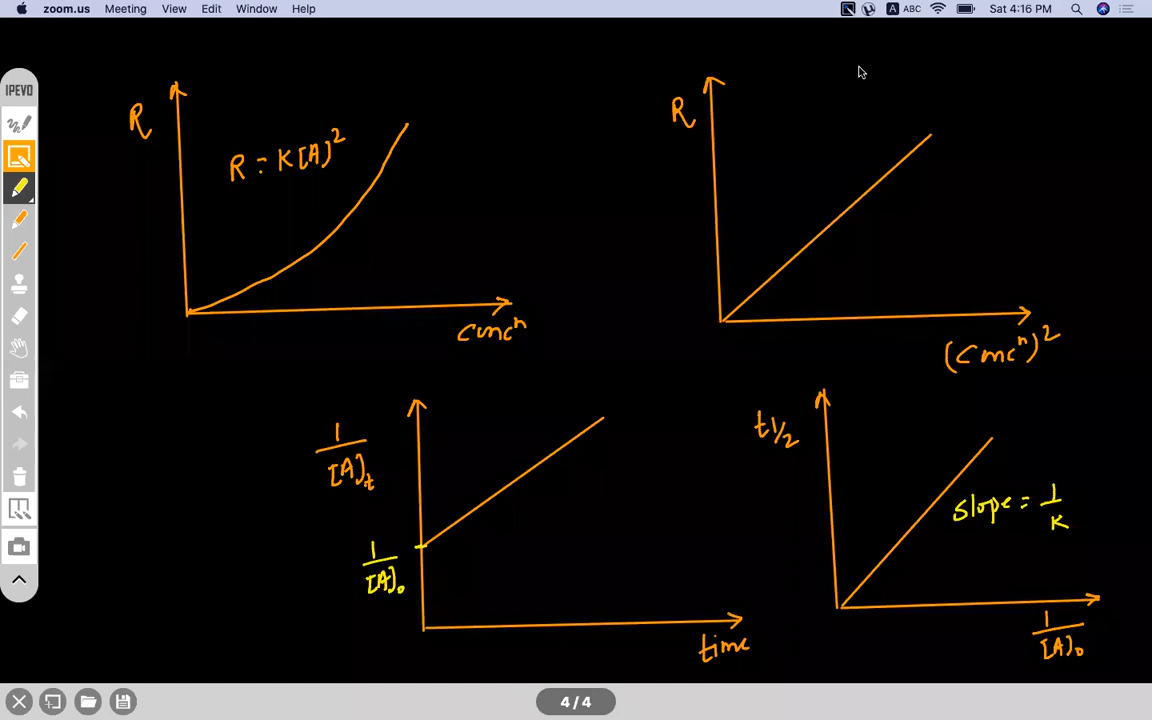 zoom.us Meeting View Edit Window Help
A ABC Sat 4:16 PM
IPEVO
R
R = K[A]²
Concⁿ
R
(Concⁿ)²
1/[A]t
1/[A]₀
time
t1/2
slope = 1/K
1/[A]₀
4 / 4